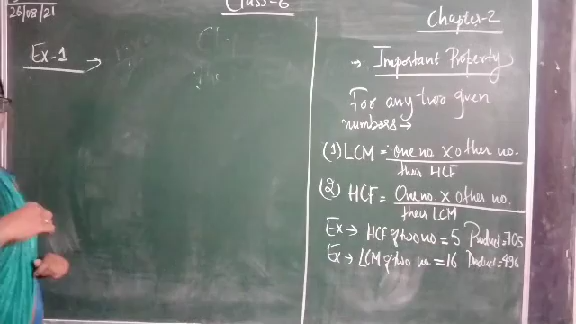 26/08/21
Class-6
Ex-1 →
Chapter-2
→ Important Property
For any two given
numbers →
(1) LCM = one no. x other no.
their HCF
(2) HCF = One no. x other no.
their LCM
Ex → HCF of two no = 5 Product = 105
Ex → LCM of two no = 16 Product = 496